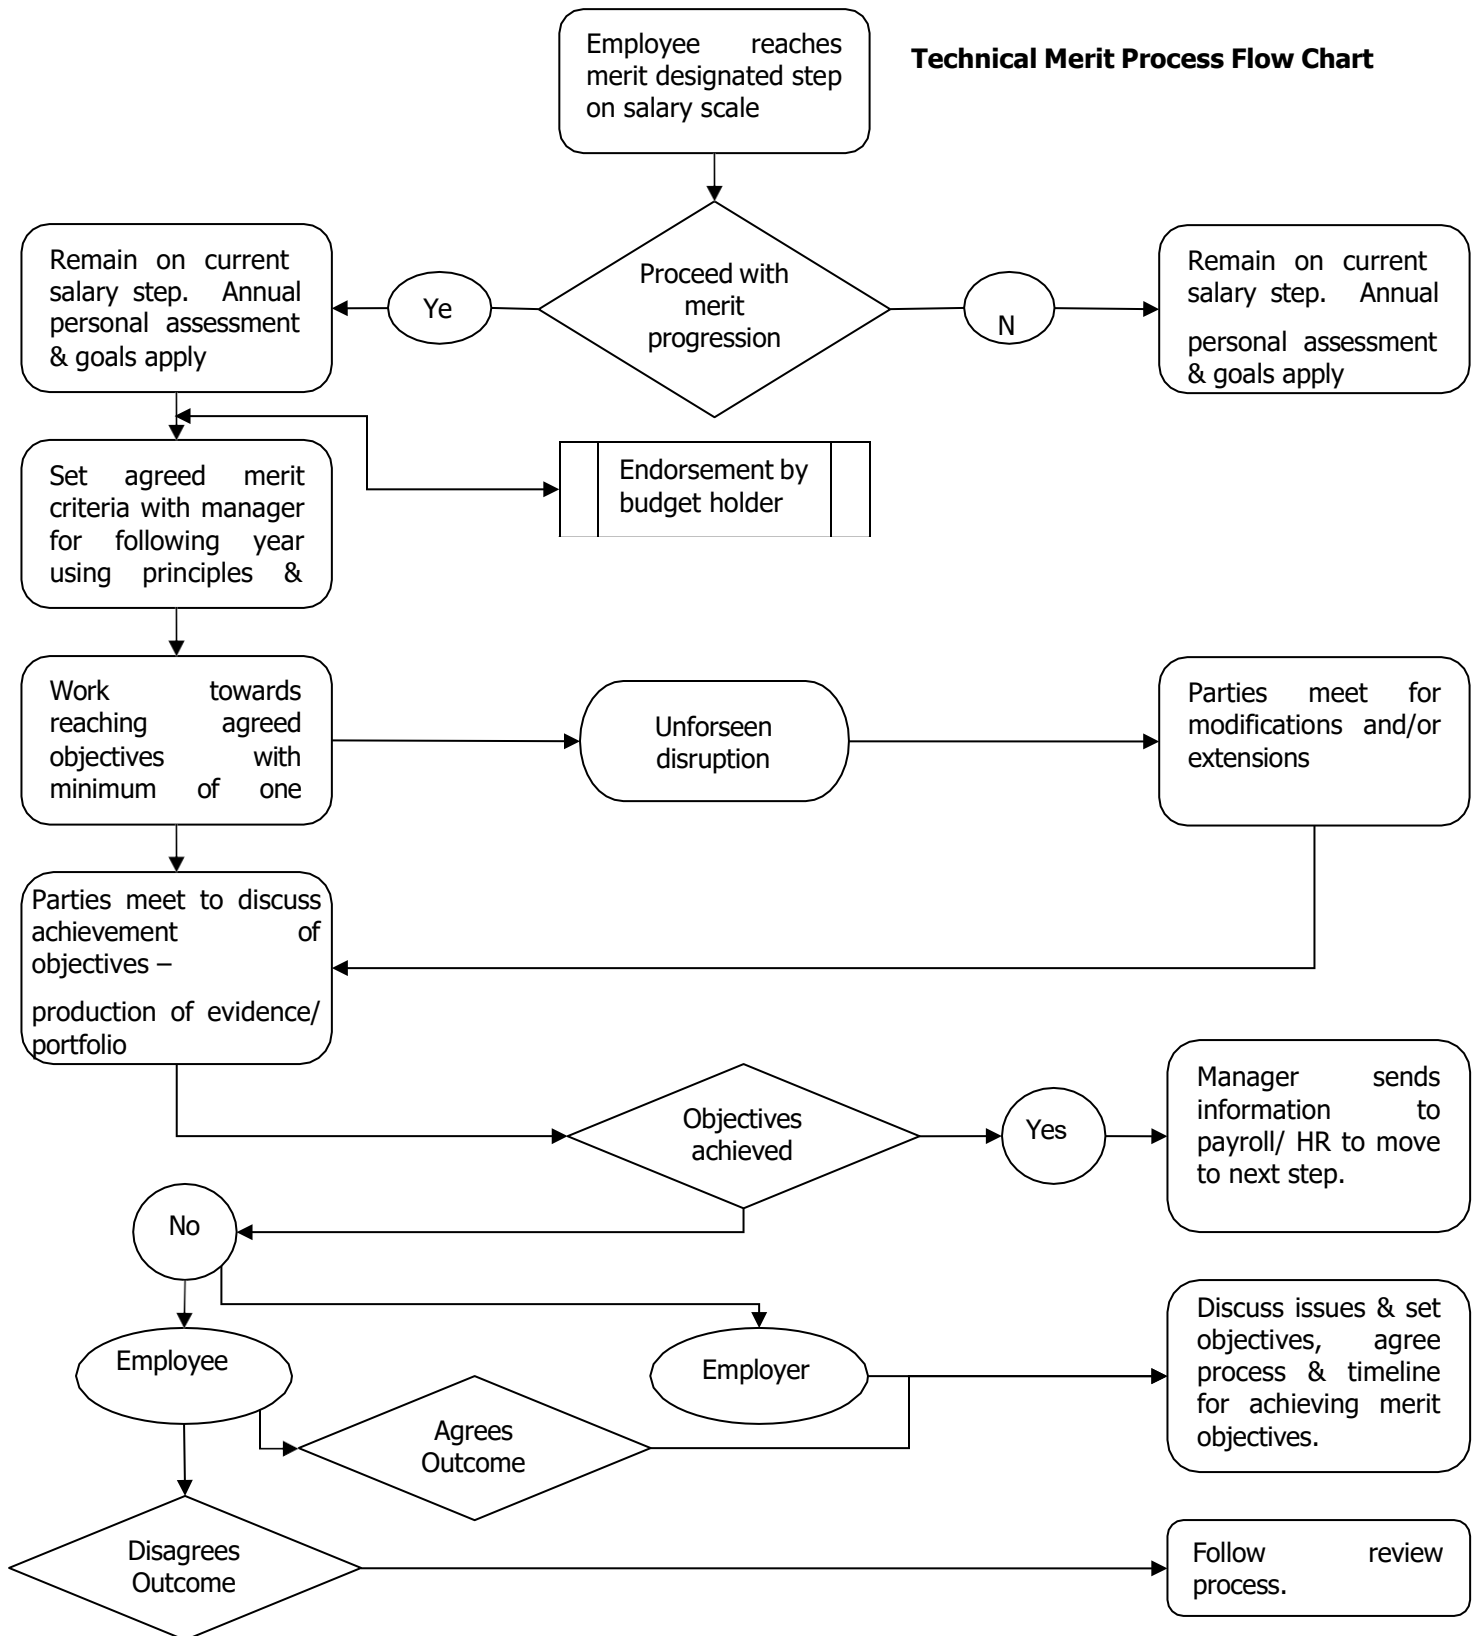 Employee reaches
merit designated step
on salary scale
Technical Merit Process Flow Chart
Remain on current
salary step. Annual
personal assessment
& goals apply
Ye
Proceed with
merit
progression
N
Remain on current
salary step. Annual
personal assessment
& goals apply
Set agreed merit
criteria with manager
for following year
using principles &
Endorsement by
budget holder
Work towards
reaching agreed
objectives with
minimum of one
Unforseen
disruption
Parties meet for
modifications and/or
extensions
Parties meet to discuss
achievement of
objectives –
production of evidence/
portfolio
Objectives
achieved
Yes
Manager sends
information to
payroll/ HR to move
to next step.
No
Employee
Employer
Discuss issues & set
objectives, agree
process & timeline
for achieving merit
objectives.
Agrees
Outcome
Disagrees
Outcome
Follow review
process.